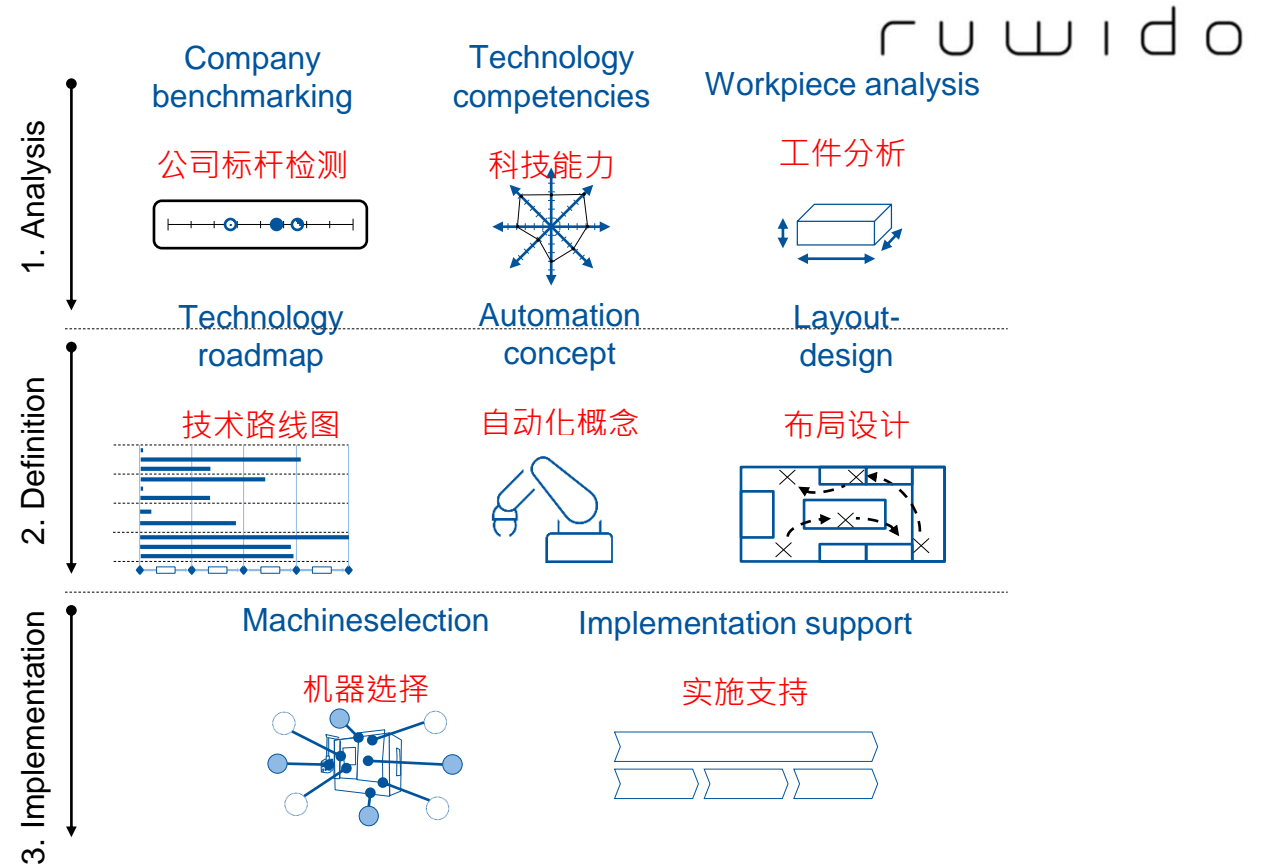 ruwido
1. Analysis
Company
benchmarking
公司标杆检测
Technology
competencies
科技能力
Workpiece analysis
工件分析
2. Definition
Technology
roadmap
技术路线图
Automation
concept
自动化概念
Layout-
design
布局设计
3. Implementation
Machineselection
机器选择
Implementation support
实施支持